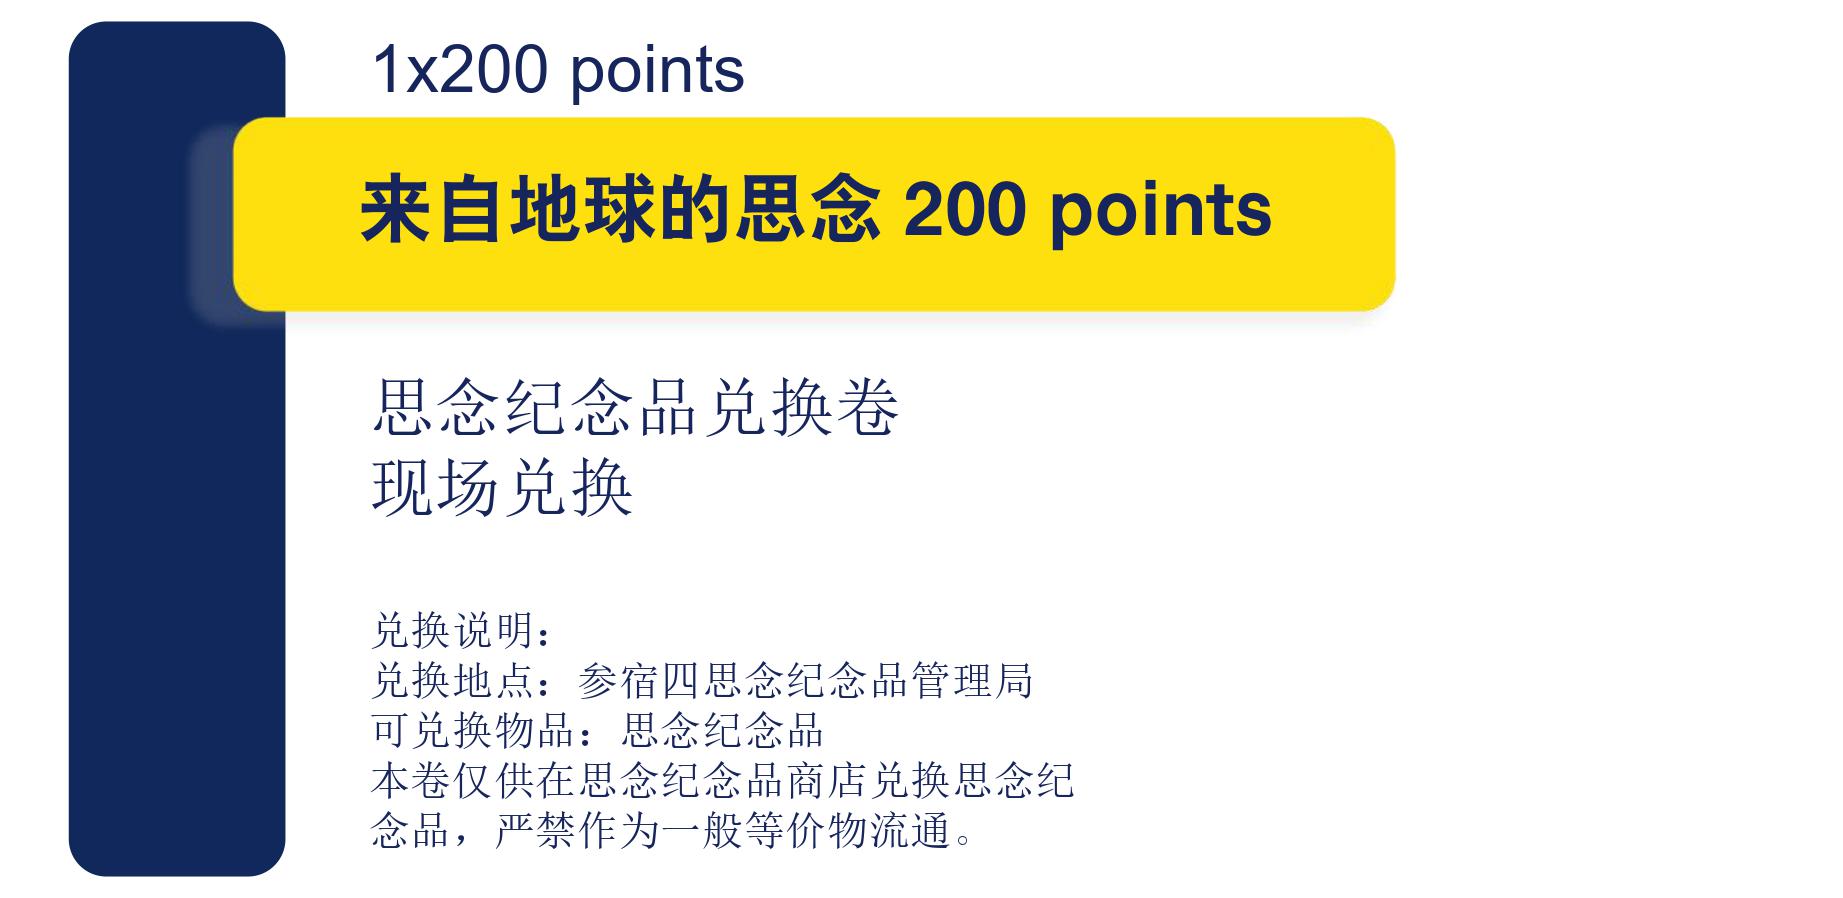 1x200 points
来自地球的思念 200 points
思念纪念品兑换卷
现场兑换
兑换说明：
兑换地点：参宿四思念纪念品管理局
可兑换物品：思念纪念品
本卷仅供在思念纪念品商店兑换思念纪
念品，严禁作为一般等价物流通。